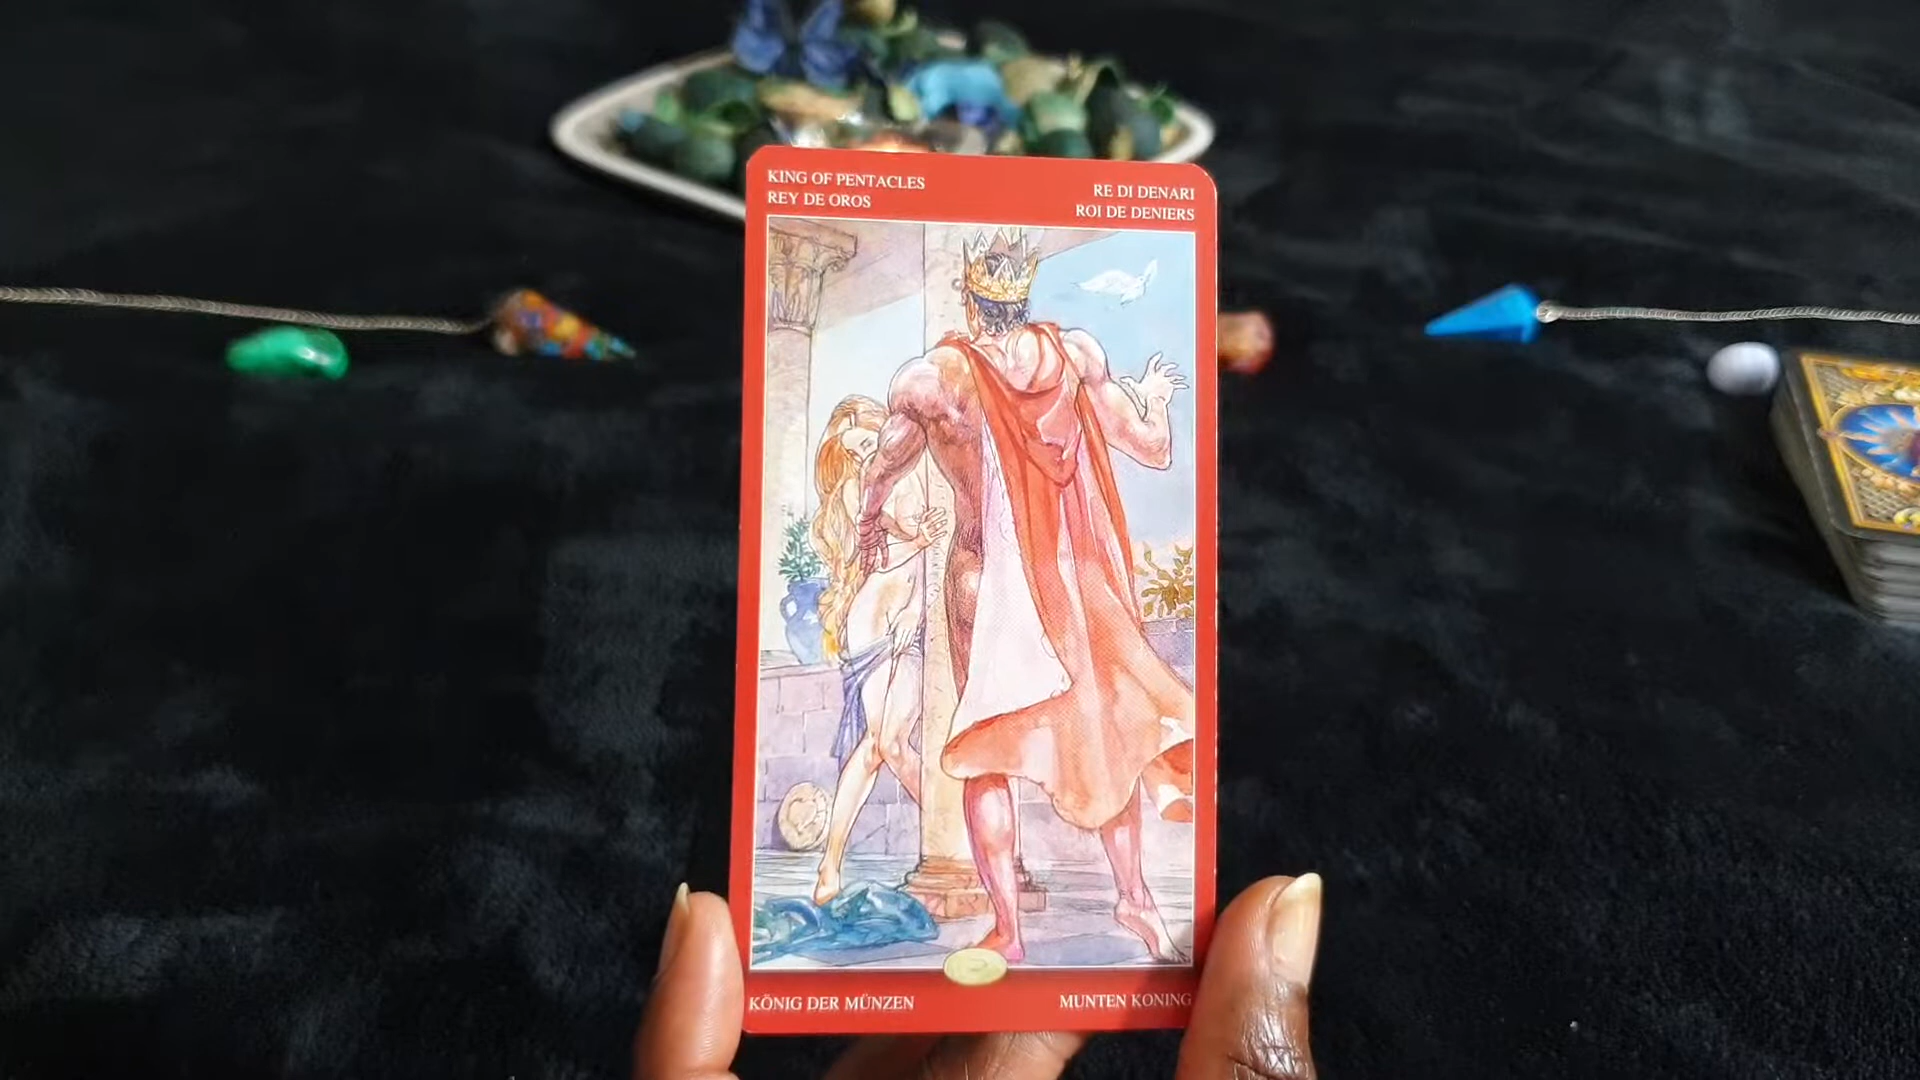 KING OF PENTACLES
REY DE OROS
RE DI DENARI
ROI DE DENIERS
KÖNIG DER MÜNZEN
MUNTEN KONING